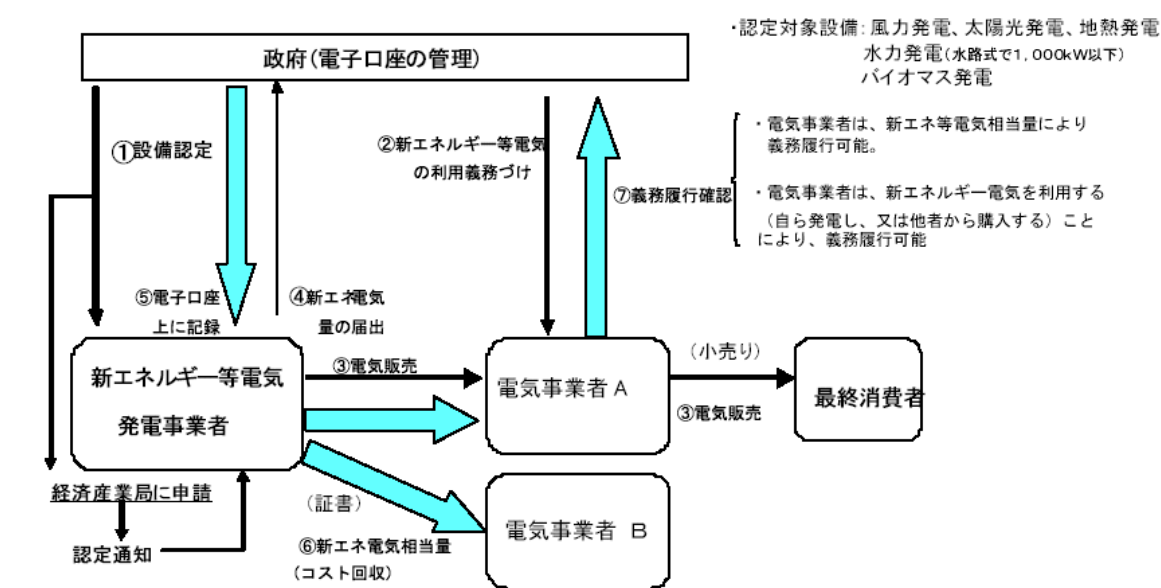 ・認定対象設備：風力発電、太陽光発電、地熱発電
水力発電(水路式で1，000kW以下)
バイオマス発電
政府(電子口座の管理)
①設備認定
②新エネルギー等電気
の利用義務づけ
・電気事業者は、新エネ等電気相当量により
義務履行可能。
⑦義務履行確認
・電気事業者は、新エネルギー電気を利用する
（自ら発電し、又は他者から購入する）こと
により、義務履行可能
⑤電子口座
上に記録
④新エネ電気
量の届出
新エネルギー等電気
発電事業者
③電気販売
電気事業者 A
（小売り）
③電気販売
最終消費者
経済産業局に申請
認定通知
（証書）
⑥新エネ電気相当量
(コスト回収)
電気事業者 B